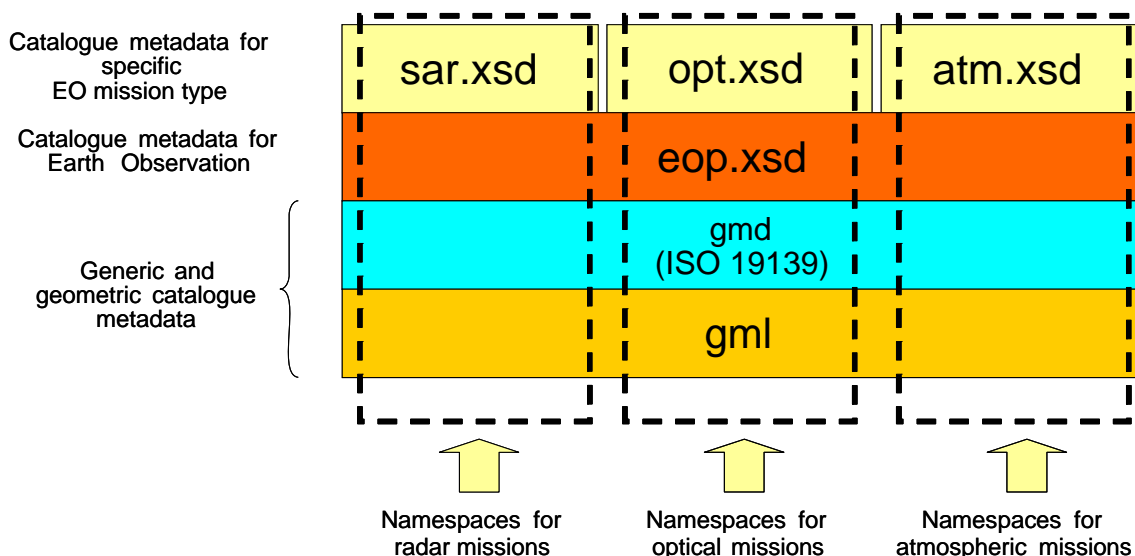 Catalogue metadata for
specific
EO mission type
sar.xsd
opt.xsd
atm.xsd
Catalogue metadata for
Earth Observation
eop.xsd
gmd
(ISO 19139)
Generic and
geometric catalogue
metadata
gml
Namespaces for
radar missions
Namespaces for
optical missions
Namespaces for
atmospheric missions